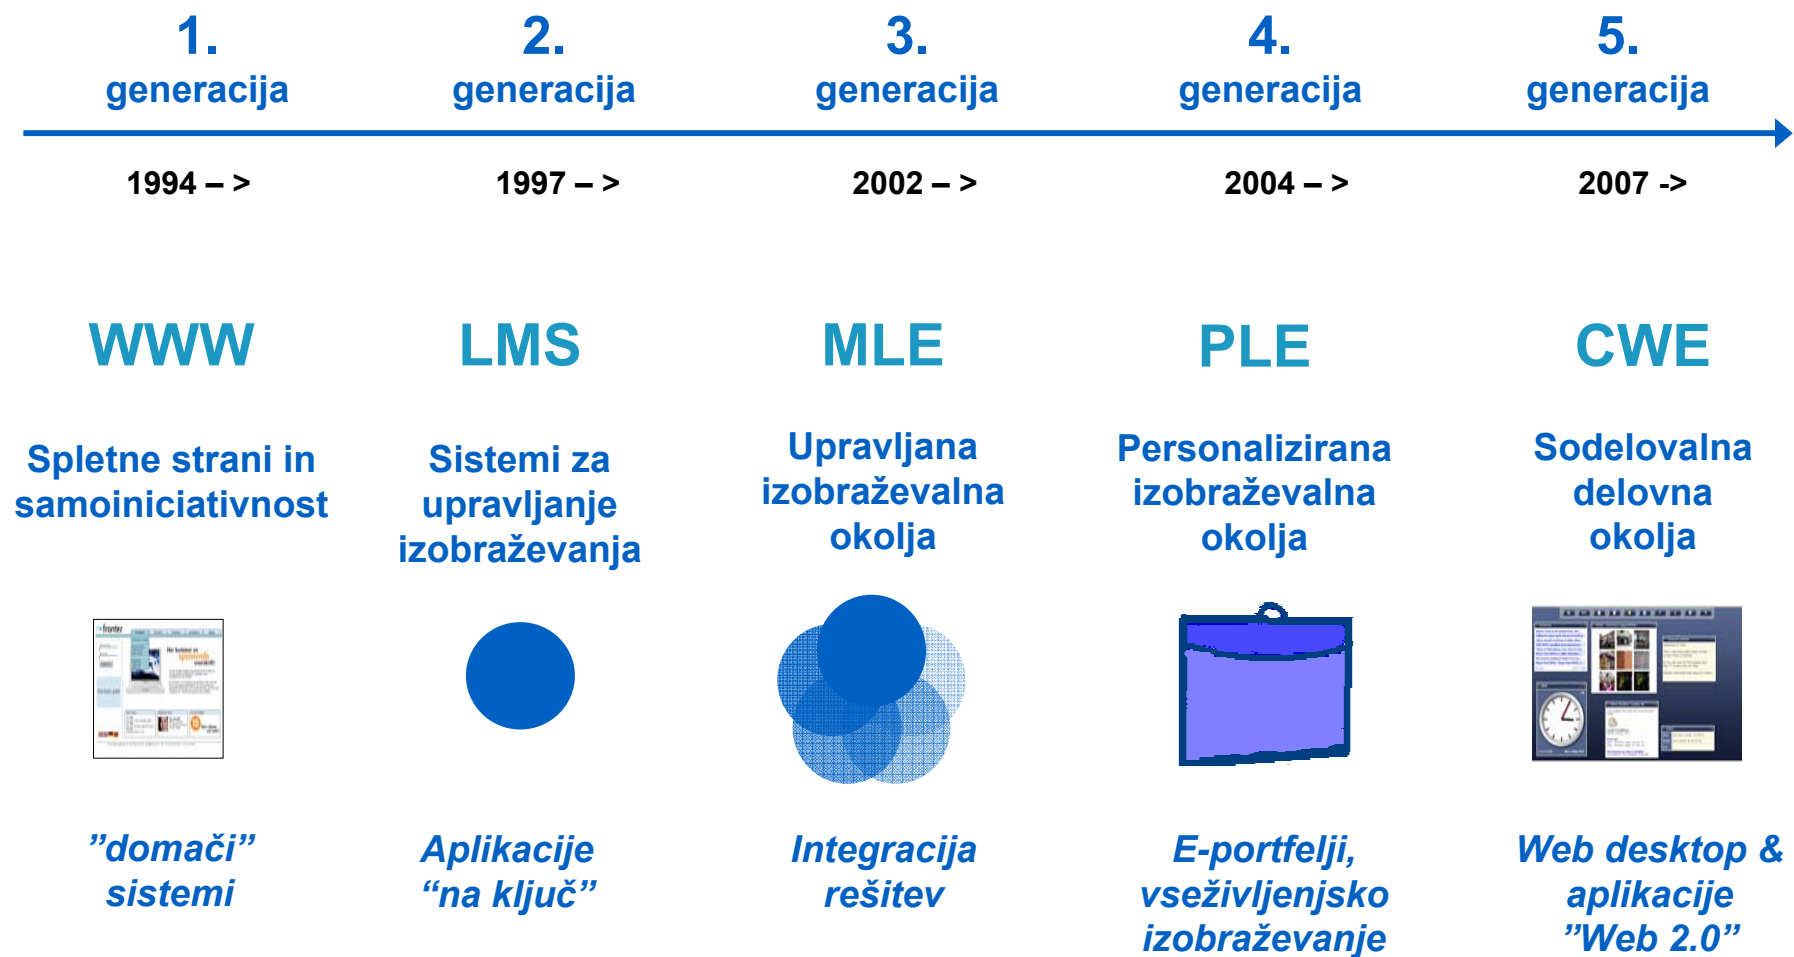 1.
generacija
2.
generacija
3.
generacija
4.
generacija
5.
generacija
1994 – >
1997 – >
2002 – >
2004 – >
2007 ->
WWW
LMS
MLE
PLE
CWE
Spletne strani in
samoiniciativnost
Sistemi za
upravljanje
izobraževanja
Upravljana
izobraževalna
okolja
Personalizirana
izobraževalna
okolja
Sodelovalna
delovna
okolja
fronter
”domači”
sistemi
Aplikacije
“na ključ”
Integracija
rešitev
E-portfelji,
vseživljenjsko
izobraževanje
Web desktop &
aplikacije
”Web 2.0”